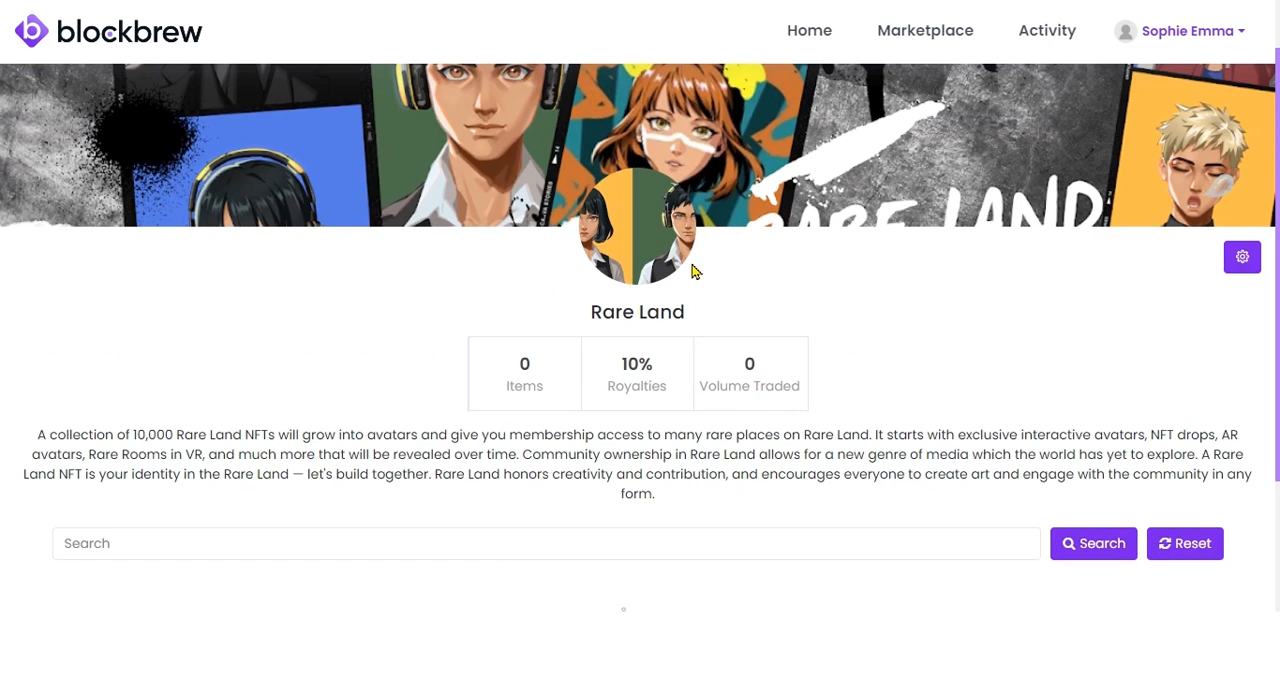 blockbrew
Home
Marketplace
Activity
Sophie Emma
RARE LAND
Rare Land
0
Items
10%
Royalties
0
Volume Traded
A collection of 10,000 Rare Land NFTs will grow into avatars and give you membership access to many rare places on Rare Land. It starts with exclusive interactive avatars, NFT drops, AR
avatars, Rare Rooms in VR, and much more that will be revealed over time. Community ownership in Rare Land allows for a new genre of media which the world has yet to explore. A Rare
Land NFT is your identity in the Rare Land — let's build together. Rare Land honors creativity and contribution, and encourages everyone to create art and engage with the community in any
form.
Search
Search
Reset